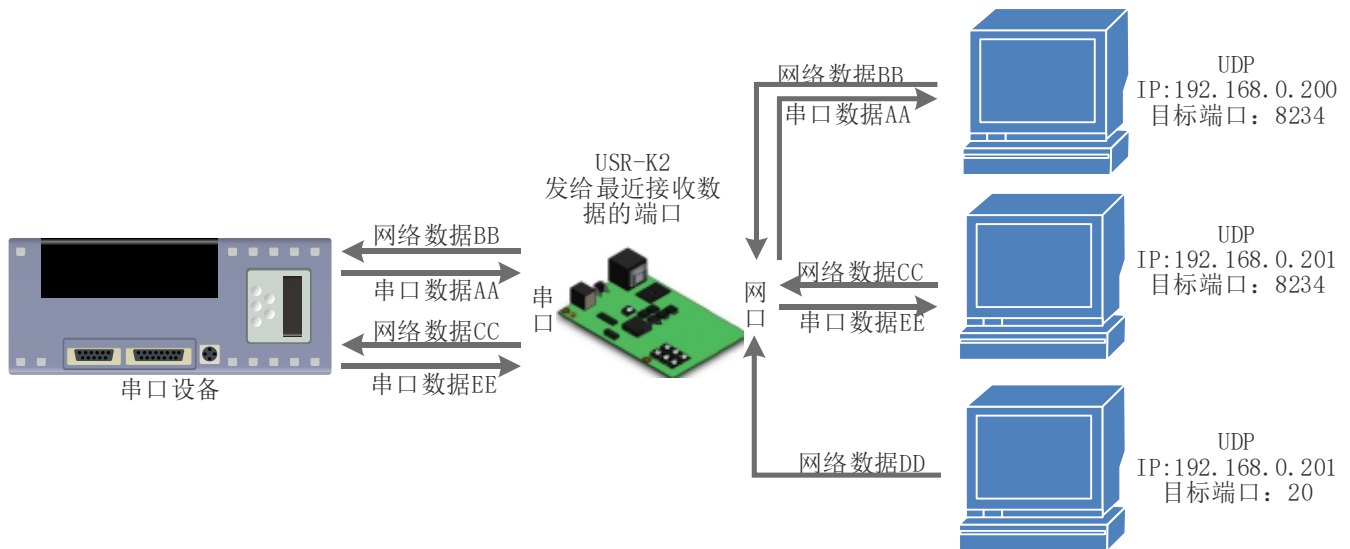 网络数据BB
串口数据AA
UDP
IP:192.168.0.200
目标端口：8234
USR-K2
发给最近接收数
据的端口
网络数据BB
串口数据AA
网络数据CC
串口数据EE
串口设备
串
口
网
口
网络数据CC
串口数据EE
UDP
IP:192.168.0.201
目标端口：8234
网络数据DD
UDP
IP:192.168.0.201
目标端口：20